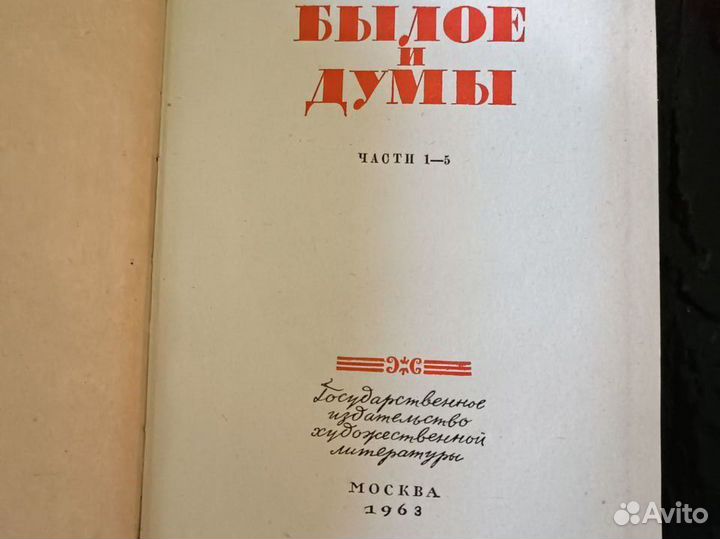 БЫЛОЕ
и
ДУМЫ
ЧАСТИ 1—5
Государственное
издательство
художественной
литературы
МОСКВА
1963
Avito